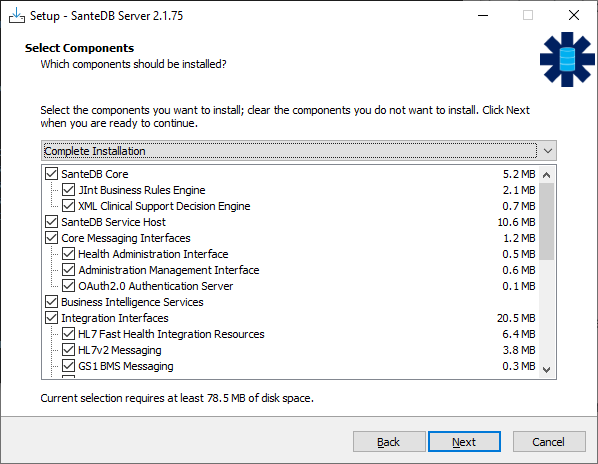 Setup - SanteDB Server 2.1.75
Select Components
Which components should be installed?
Select the components you want to install; clear the components you do not want to install. Click Next
when you are ready to continue.
Complete Installation
SanteDB Core 5.2 MB
JInt Business Rules Engine 2.1 MB
XML Clinical Support Decision Engine 0.7 MB
SanteDB Service Host 10.6 MB
Core Messaging Interfaces 1.2 MB
Health Administration Interface 0.5 MB
Administration Management Interface 0.6 MB
OAuth2.0 Authentication Server 0.1 MB
Business Intelligence Services
Integration Interfaces 20.5 MB
HL7 Fast Health Integration Resources 6.4 MB
HL7v2 Messaging 3.8 MB
GS1 BMS Messaging 0.3 MB
Current selection requires at least 78.5 MB of disk space.
Back Next Cancel